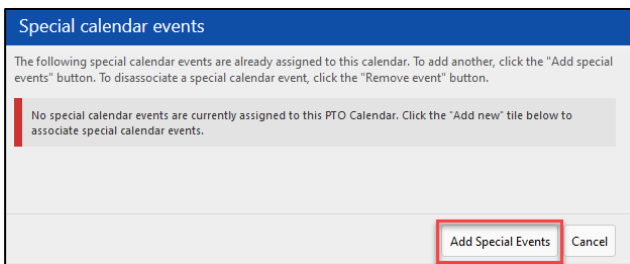 Special calendar events
The following special calendar events are already assigned to this calendar. To add another, click the "Add special
events" button. To disassociate a special calendar event, click the "Remove event" button.
No special calendar events are currently assigned to this PTO Calendar. Click the "Add new" tile below to
associate special calendar events.
Add Special Events
Cancel